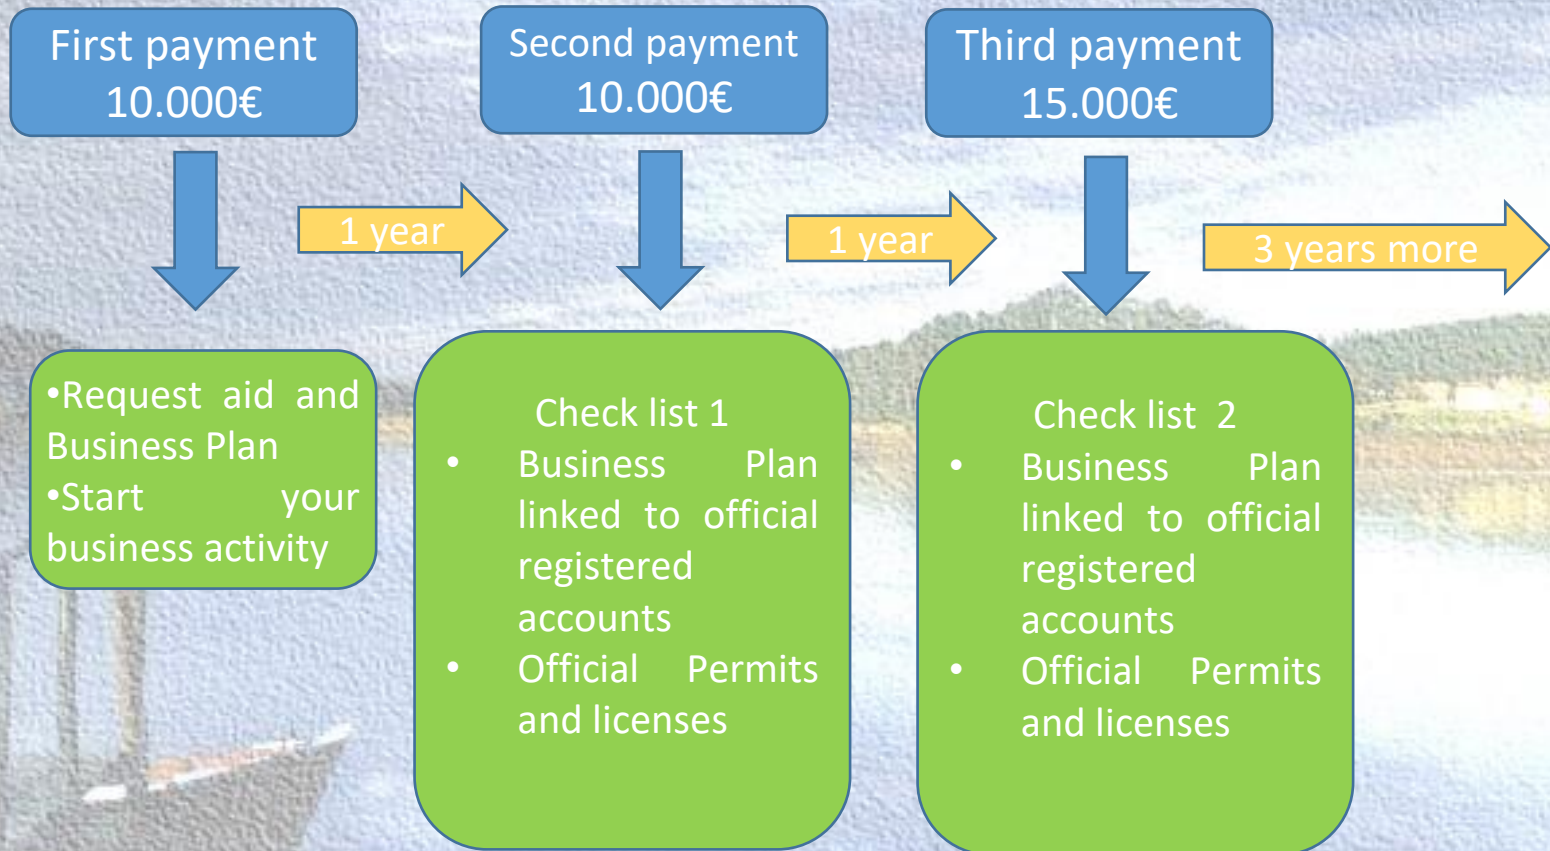 First payment
10.000€
Second payment
10.000€
Third payment
15.000€
1 year
1 year
3 years more
•Request aid and
Business Plan
•Start your
business activity
Check list 1
• Business Plan
linked to official
registered
accounts
• Official Permits
and licenses
Check list 2
• Business Plan
linked to official
registered
accounts
• Official Permits
and licenses